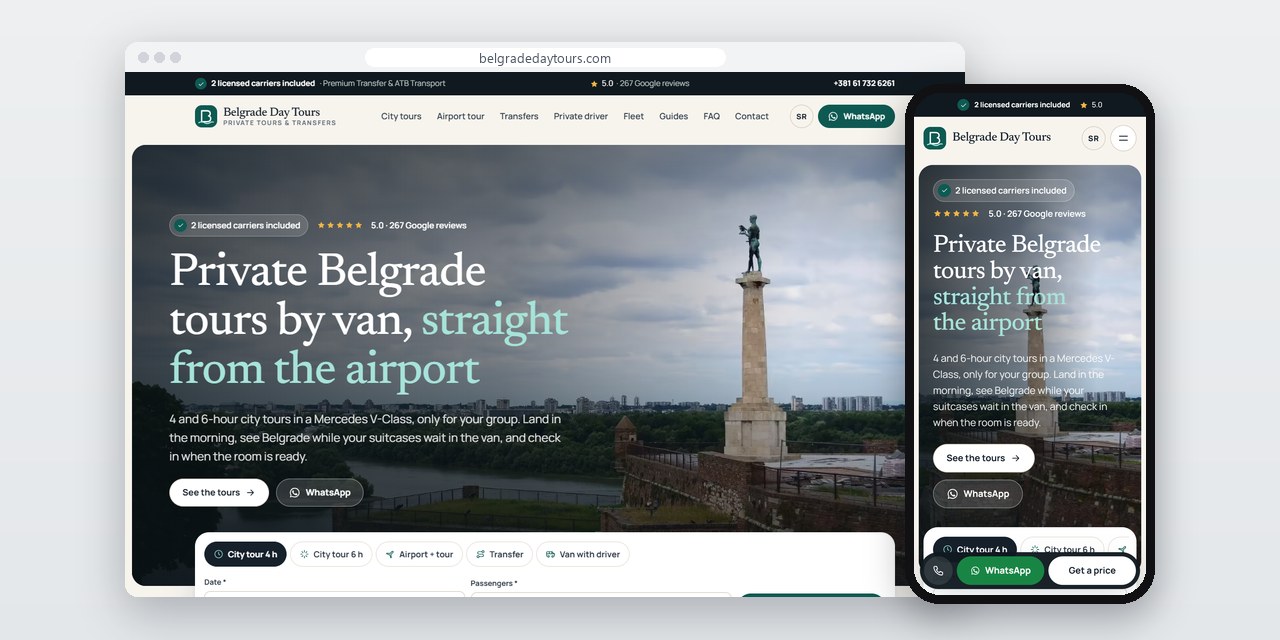 belgradedaytours.com
2 licensed carriers included · Premium Transfer & ATB Transport
5.0 · 267 Google reviews
+381 61 732 6261
Belgrade Day Tours
PRIVATE TOURS & TRANSFERS
City tours Airport tour Transfers Private driver Fleet Guides FAQ Contact
SR
WhatsApp
2 licensed carriers included
5.0 · 267 Google reviews
Private Belgrade
tours by van, straight
from the airport
4 and 6-hour city tours in a Mercedes V-Class, only for your group. Land in
the morning, see Belgrade while your suitcases wait in the van, and check
in when the room is ready.
See the tours →
WhatsApp
City tour 4 h
City tour 6 h
Airport + tour
Transfer
Van with driver
Date *
Passengers *
2 licensed carriers included
5.0
Belgrade Day Tours
SR
2 licensed carriers included
5.0 · 267 Google reviews
Private Belgrade
tours by van,
straight from
the airport
4 and 6-hour city tours in a Mercedes V-
Class, only for your group. Land in the
morning, see Belgrade while your
suitcases wait in the van, and check in
when the room is ready.
See the tours →
WhatsApp
City tour 4 h
City tour 6 h
WhatsApp
Get a price